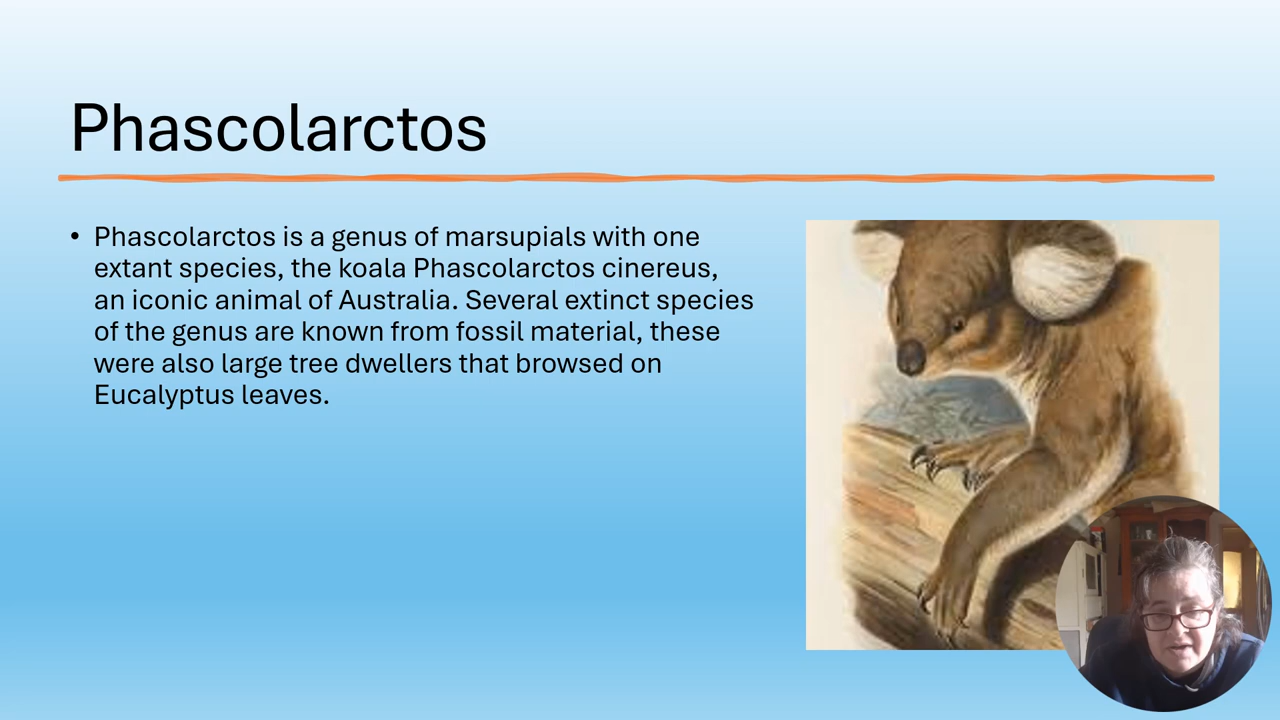 Phascolarctos
• Phascolarctos is a genus of marsupials with one
extant species, the koala Phascolarctos cinereus,
an iconic animal of Australia. Several extinct species
of the genus are known from fossil material, these
were also large tree dwellers that browsed on
Eucalyptus leaves.